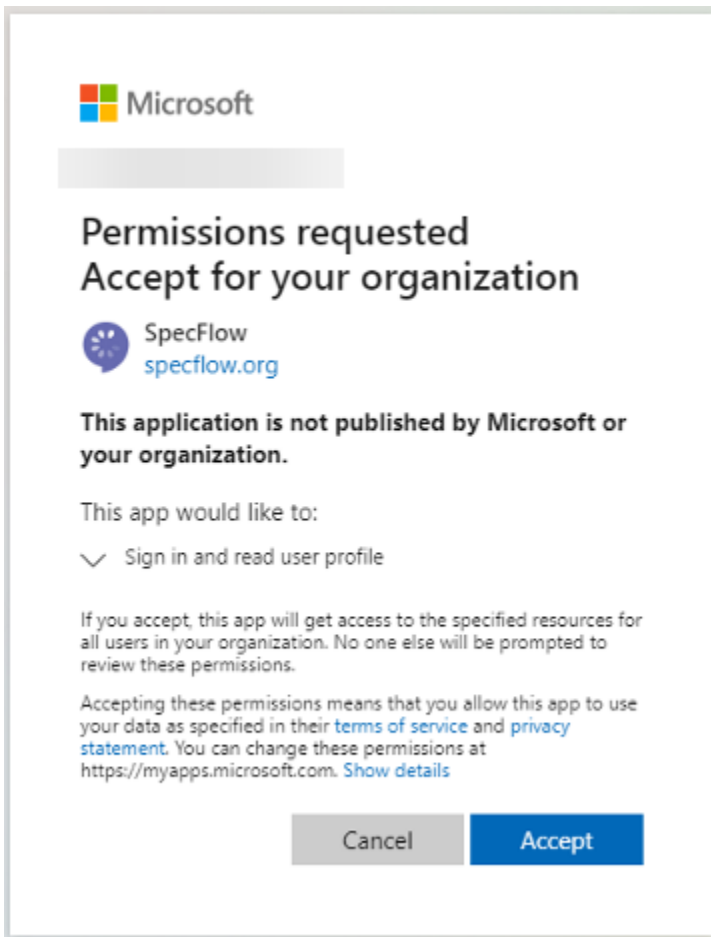 Microsoft
Permissions requested
Accept for your organization
SpecFlow
specflow.org
This application is not published by Microsoft or
your organization.
This app would like to:
Sign in and read user profile
If you accept, this app will get access to the specified resources for
all users in your organization. No one else will be prompted to
review these permissions.
Accepting these permissions means that you allow this app to use
your data as specified in their terms of service and privacy
statement. You can change these permissions at
https://myapps.microsoft.com. Show details
Cancel Accept